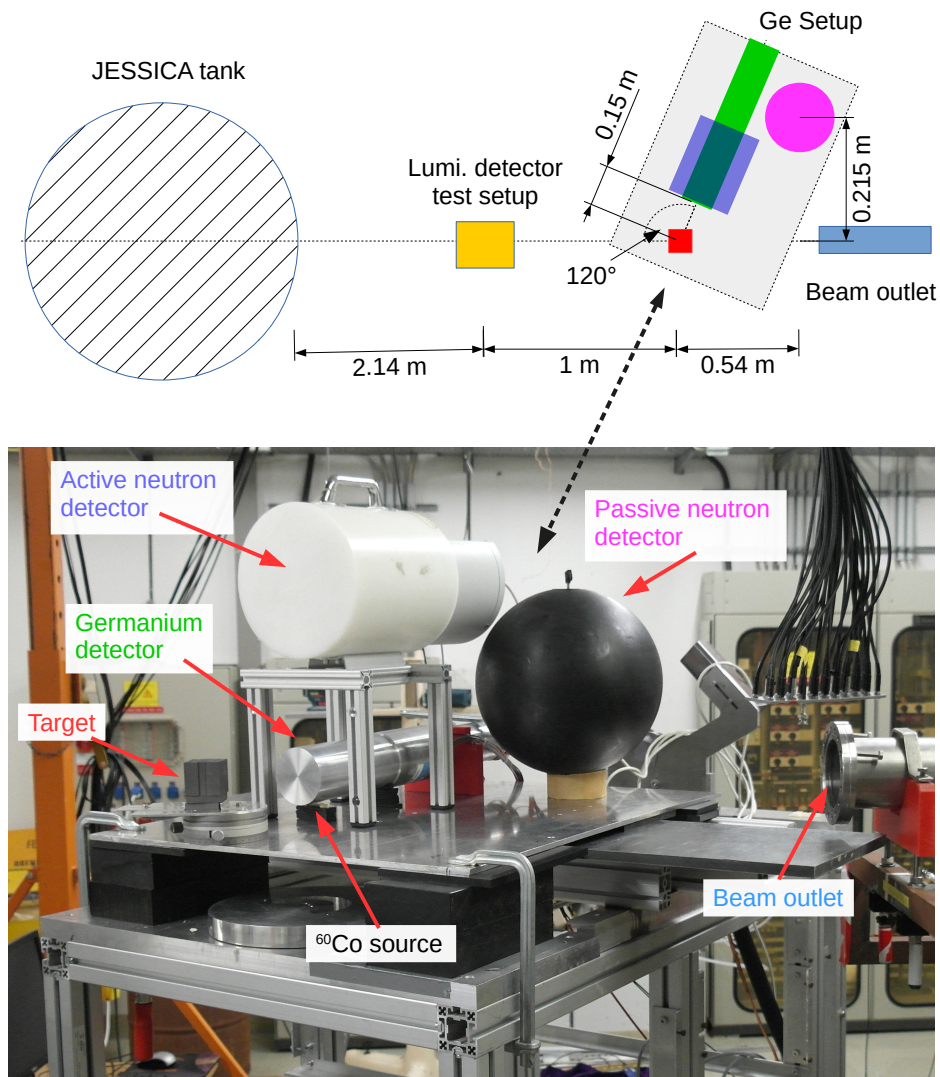 Ge Setup
JESSICA tank
0.15 m
Lumi. detector
test setup
0.215 m
120°
Beam outlet
2.14 m
1 m
0.54 m
Active neutron
detector
Passive neutron
detector
Germanium
detector
Target
Beam outlet
⁶⁰Co source